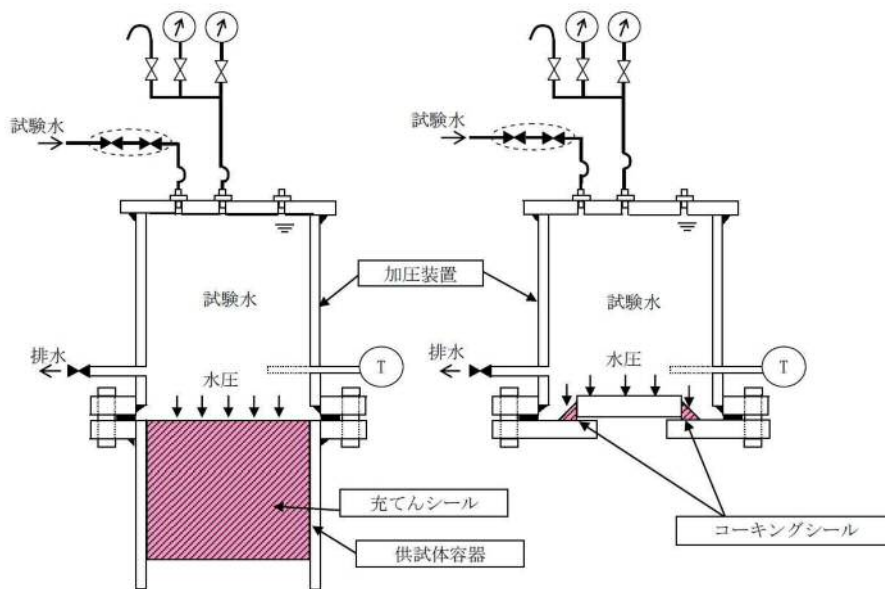 試験水
試験水
加圧装置
試験水
試験水
排水
水圧
T
排水
水圧
T
充てんシール
供試体容器
コーキングシール